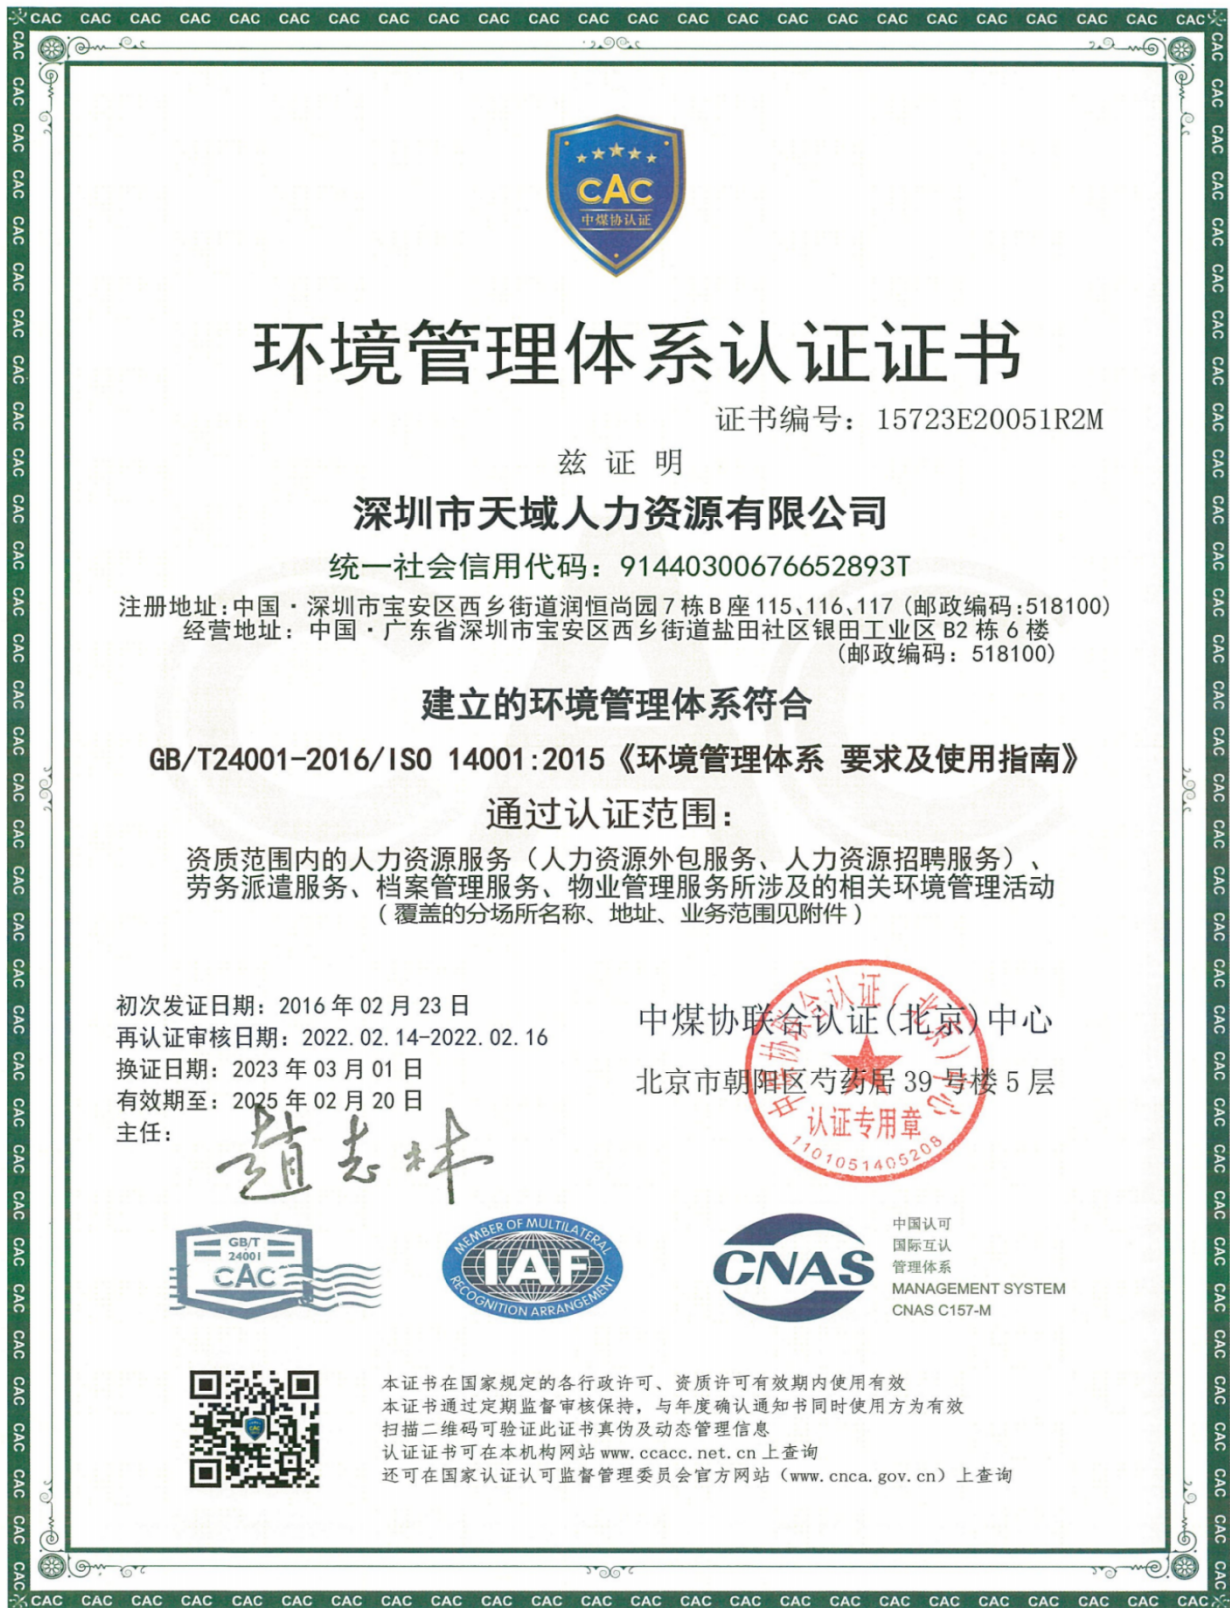 CAC
中煤协认证
环境管理体系认证证书
证书编号：15723E20051R2M
兹 证 明
深圳市天域人力资源有限公司
统一社会信用代码：91440300676652893T
注册地址:中国·深圳市宝安区西乡街道润恒尚园7栋B座115、116、117(邮政编码:518100)
经营地址：中国·广东省深圳市宝安区西乡街道盐田社区银田工业区B2栋6楼
(邮政编码：518100)
建立的环境管理体系符合
GB/T24001-2016/ISO 14001:2015《环境管理体系 要求及使用指南》
通过认证范围：
资质范围内的人力资源服务（人力资源外包服务、人力资源招聘服务）、
劳务派遣服务、档案管理服务、物业管理服务所涉及的相关环境管理活动
（覆盖的分场所名称、地址、业务范围见附件）
初次发证日期：2016年02月23日
再认证审核日期：2022.02.14-2022.02.16
换证日期：2023年03月01日
有效期至：2025年02月20日
主任：
趙志林
中煤协联合认证(北京)中心
北京市朝阳区芍药居39号楼5层
中煤协联合认证（北京）中心
认证专用章
1101051405208
GB/T
24001
CAC
MEMBER OF MULTILATERAL
IAF
RECOGNITION ARRANGEMENT
CNAS
中国认可
国际互认
管理体系
MANAGEMENT SYSTEM
CNAS C157-M
本证书在国家规定的各行政许可、资质许可有效期内使用有效
本证书通过定期监督审核保持，与年度确认通知书同时使用方为有效
扫描二维码可验证此证书真伪及动态管理信息
认证证书可在本机构网站www.ccacc.net.cn上查询
还可在国家认证认可监督管理委员会官方网站（www.cnca.gov.cn）上查询